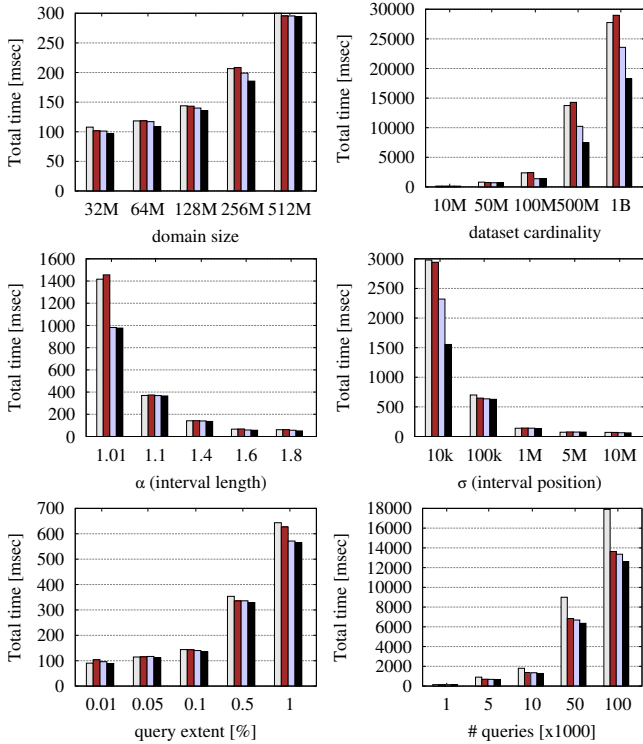 Total time [msec]
300
250
200
150
100
50
0
32M 64M 128M 256M 512M
domain size
Total time [msec]
30000
25000
20000
15000
10000
5000
0
10M 50M 100M 500M 1B
dataset cardinality
Total time [msec]
1600
1400
1200
1000
800
600
400
200
0
1.01 1.1 1.4 1.6 1.8
α (interval length)
Total time [msec]
3000
2500
2000
1500
1000
500
0
10k 100k 1M 5M 10M
σ (interval position)
Total time [msec]
700
600
500
400
300
200
100
0
0.01 0.05 0.1 0.5 1
query extent [%]
Total time [msec]
18000
16000
14000
12000
10000
8000
6000
4000
2000
0
1 5 10 50 100
# queries [x1000]